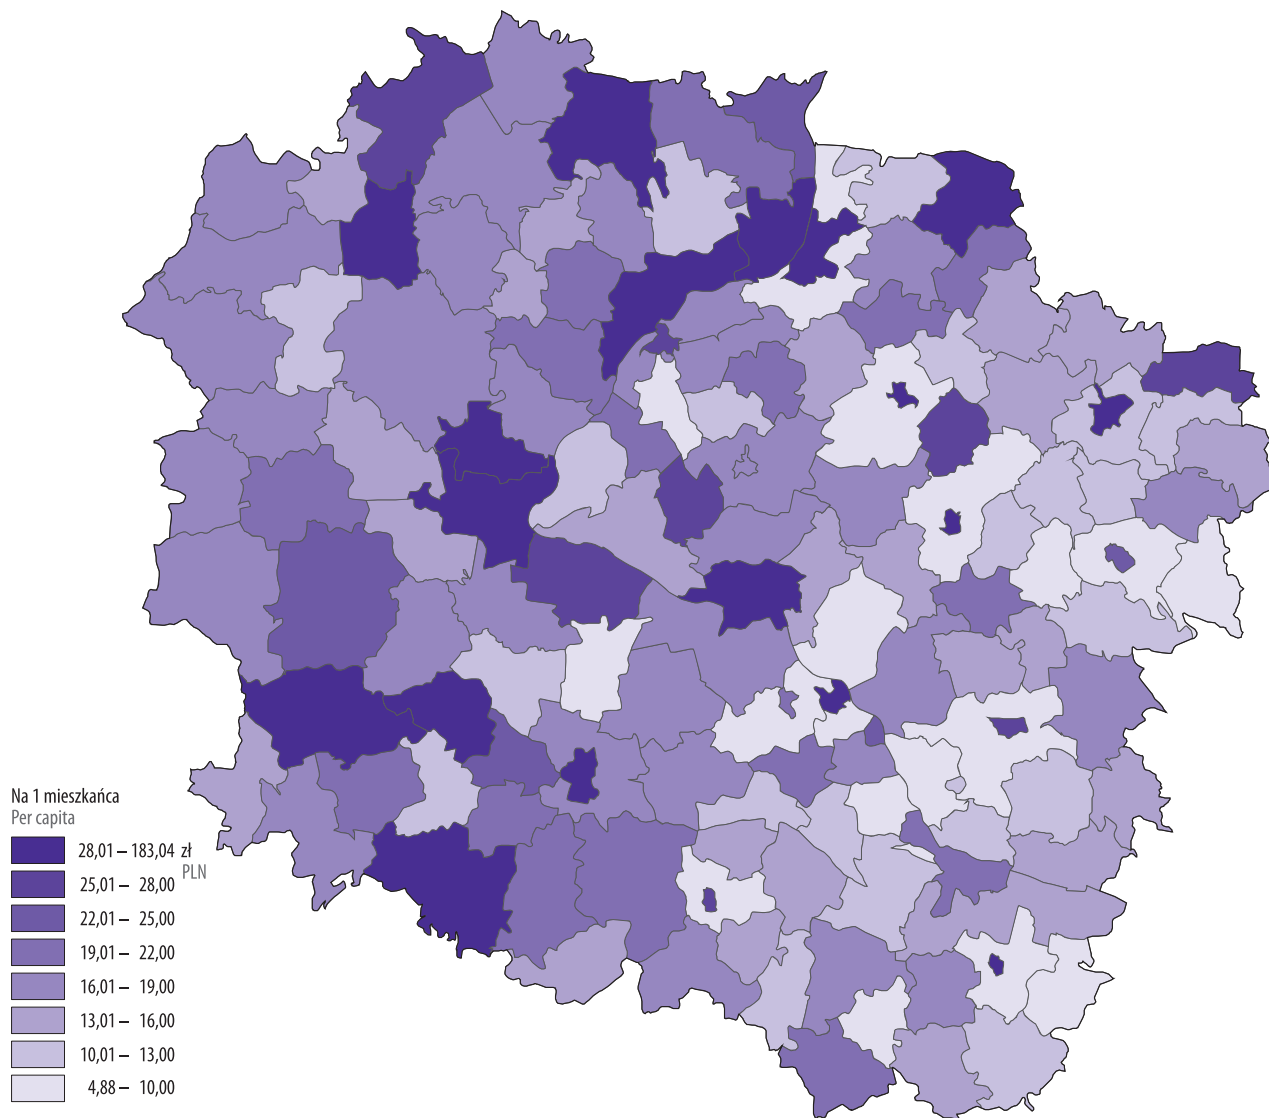 Na 1 mieszkańca
Per capita
28,01 – 183,04 zł
PLN
25,01 – 28,00
22,01 – 25,00
19,01 – 22,00
16,01 – 19,00
13,01 – 16,00
10,01 – 13,00
4,88 – 10,00